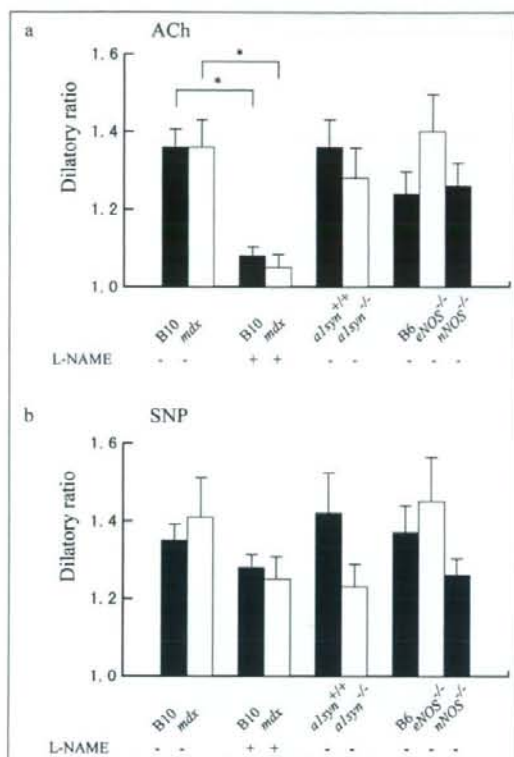 a ACh
* *
Dilatory ratio
1.6
1.4
1.2
1.0
B10 mdx B10 mdx a1syn+/+ a1syn-/- B6 eNOS-/- nNOS-/-
L-NAME - - + + - - - - -
b SNP
Dilatory ratio
1.6
1.4
1.2
1.0
B10 mdx B10 mdx a1syn+/+ a1syn-/- B6 eNOS-/- nNOS-/-
L-NAME - - + + - - - - -